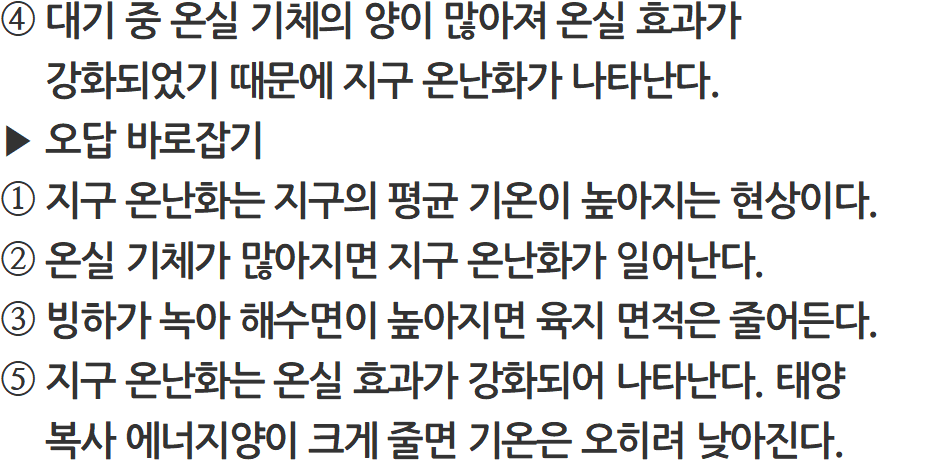 ④ 대기 중 온실 기체의 양이 많아져 온실 효과가
강화되었기 때문에 지구 온난화가 나타난다.
▶ 오답 바로잡기
① 지구 온난화는 지구의 평균 기온이 높아지는 현상이다.
② 온실 기체가 많아지면 지구 온난화가 일어난다.
③ 빙하가 녹아 해수면이 높아지면 육지 면적은 줄어든다.
⑤ 지구 온난화는 온실 효과가 강화되어 나타난다. 태양
복사 에너지양이 크게 줄면 기온은 오히려 낮아진다.